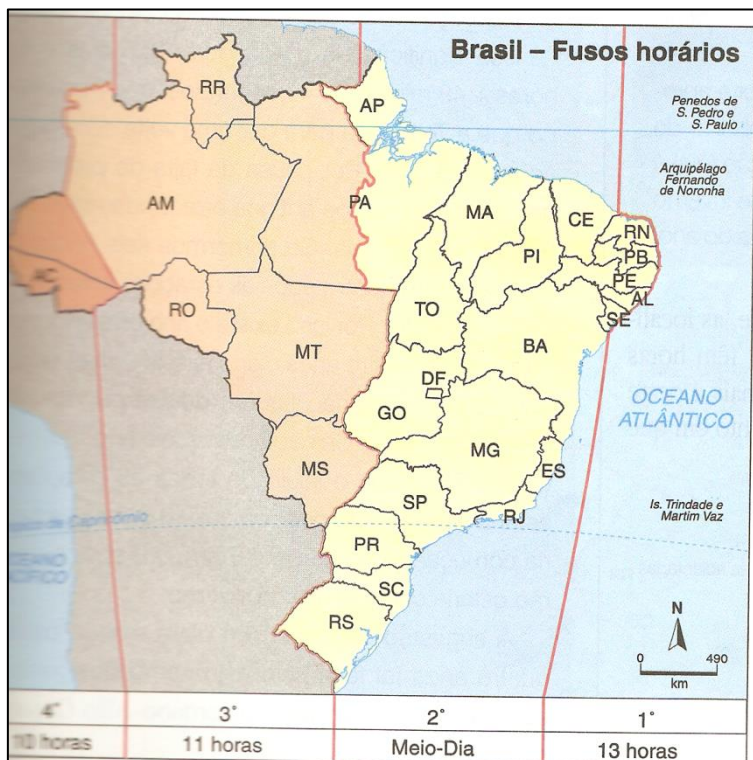 Brasil – Fusos horários
RR
AP
Penedos de
S. Pedro e
S. Paulo
Arquipélago
Fernando
de Noronha
AM
PA
MA
CE
RN
PB
PI
PE
AL
SE
AC
RO
TO
MT
BA
DF
GO
OCEANO
ATLÂNTICO
MS
MG
ES
SP
RJ
Is. Trindade e
Martim Vaz
de Capricórnio
PR
SC
RS
N
0 490
km
4° 3° 2° 1°
10 horas 11 horas Meio-Dia 13 horas